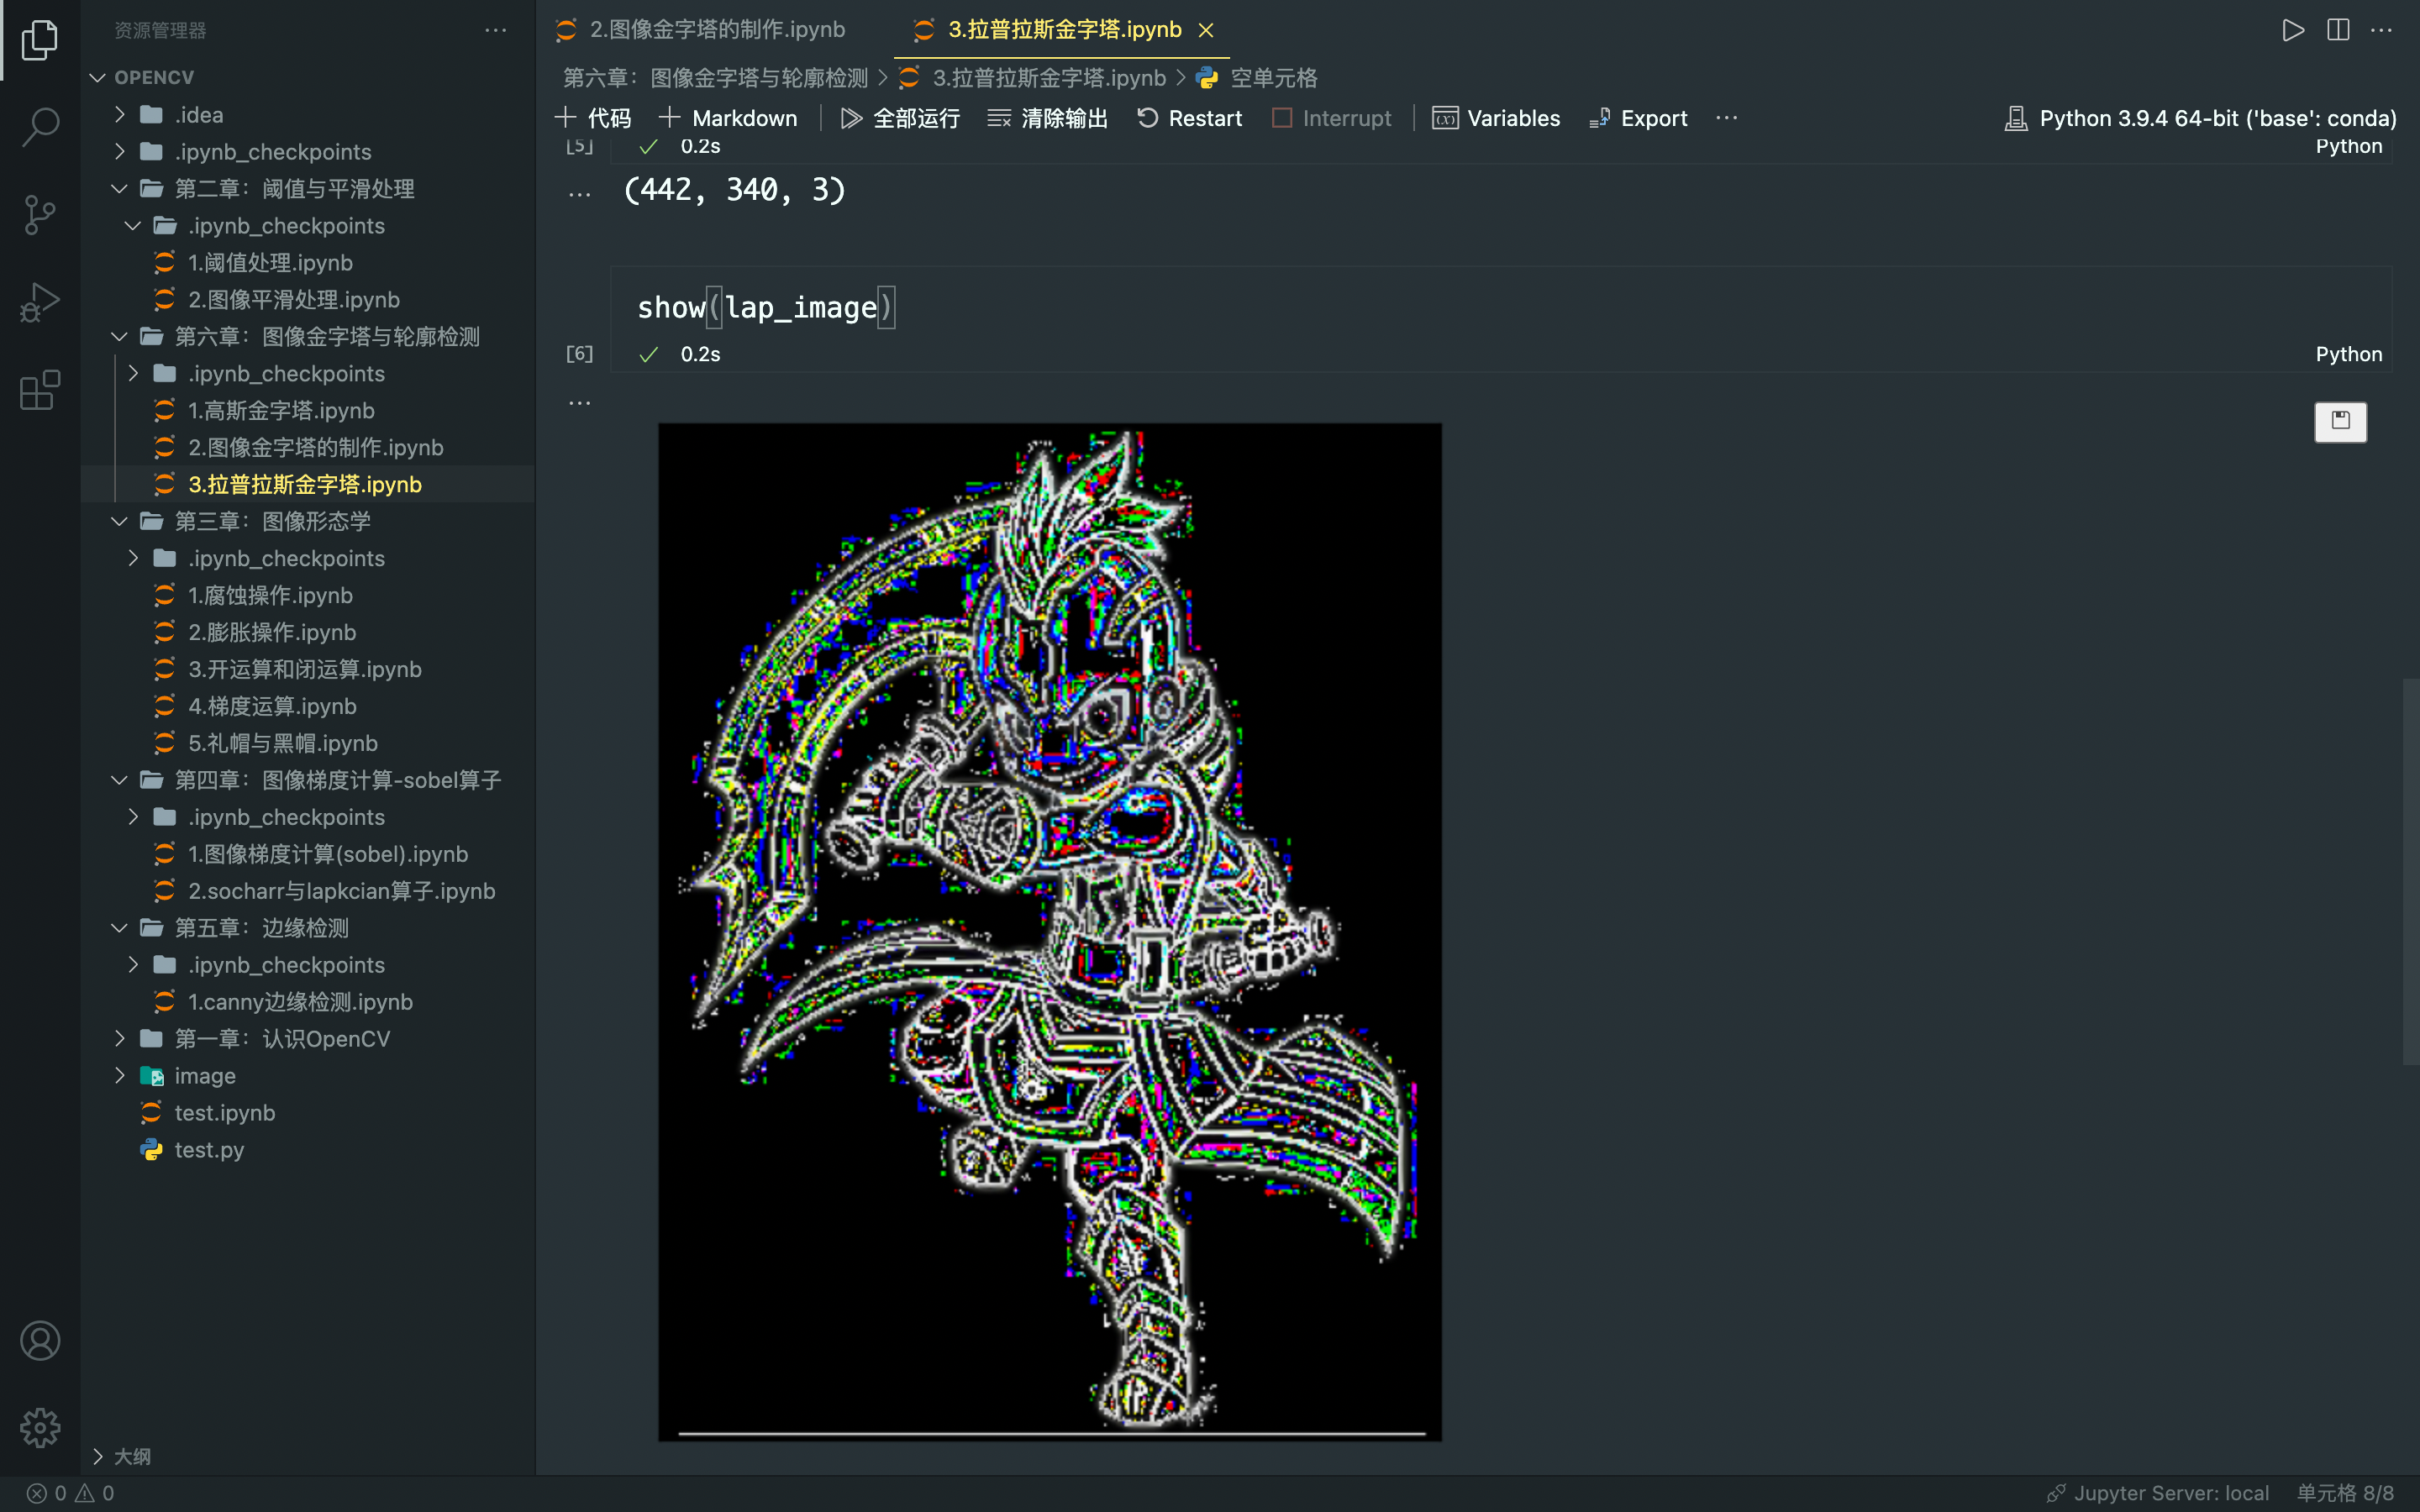 资源管理器
OPENCV
.idea
.ipynb_checkpoints
第二章：阈值与平滑处理
.ipynb_checkpoints
1.阈值处理.ipynb
2.图像平滑处理.ipynb
第六章：图像金字塔与轮廓检测
.ipynb_checkpoints
1.高斯金字塔.ipynb
2.图像金字塔的制作.ipynb
3.拉普拉斯金字塔.ipynb
第三章：图像形态学
.ipynb_checkpoints
1.腐蚀操作.ipynb
2.膨胀操作.ipynb
3.开运算和闭运算.ipynb
4.梯度运算.ipynb
5.礼帽与黑帽.ipynb
第四章：图像梯度计算-sobel算子
.ipynb_checkpoints
1.图像梯度计算(sobel).ipynb
2.socharr与lapkcian算子.ipynb
第五章：边缘检测
.ipynb_checkpoints
1.canny边缘检测.ipynb
第一章：认识OpenCV
image
test.ipynb
test.py
大纲
2.图像金字塔的制作.ipynb 3.拉普拉斯金字塔.ipynb
第六章：图像金字塔与轮廓检测 > 3.拉普拉斯金字塔.ipynb > 空单元格
代码 Markdown 全部运行 清除输出 Restart Interrupt Variables Export ··· Python 3.9.4 64-bit ('base': conda)
[5] 0.2s Python
(442, 340, 3)
show(lap_image)
[6] 0.2s Python
0 0 Jupyter Server: local 单元格 8/8